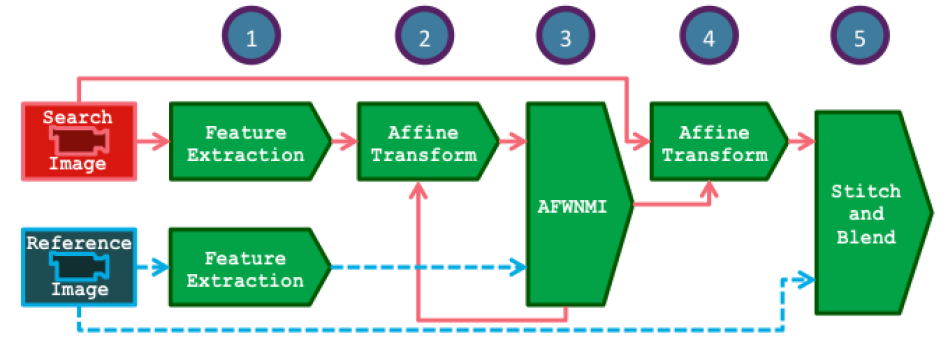 1
2
3
4
5
Search
Image
Feature
Extraction
Affine
Transform
AFWNMI
Affine
Transform
Stitch
and
Blend
Reference
Image
Feature
Extraction